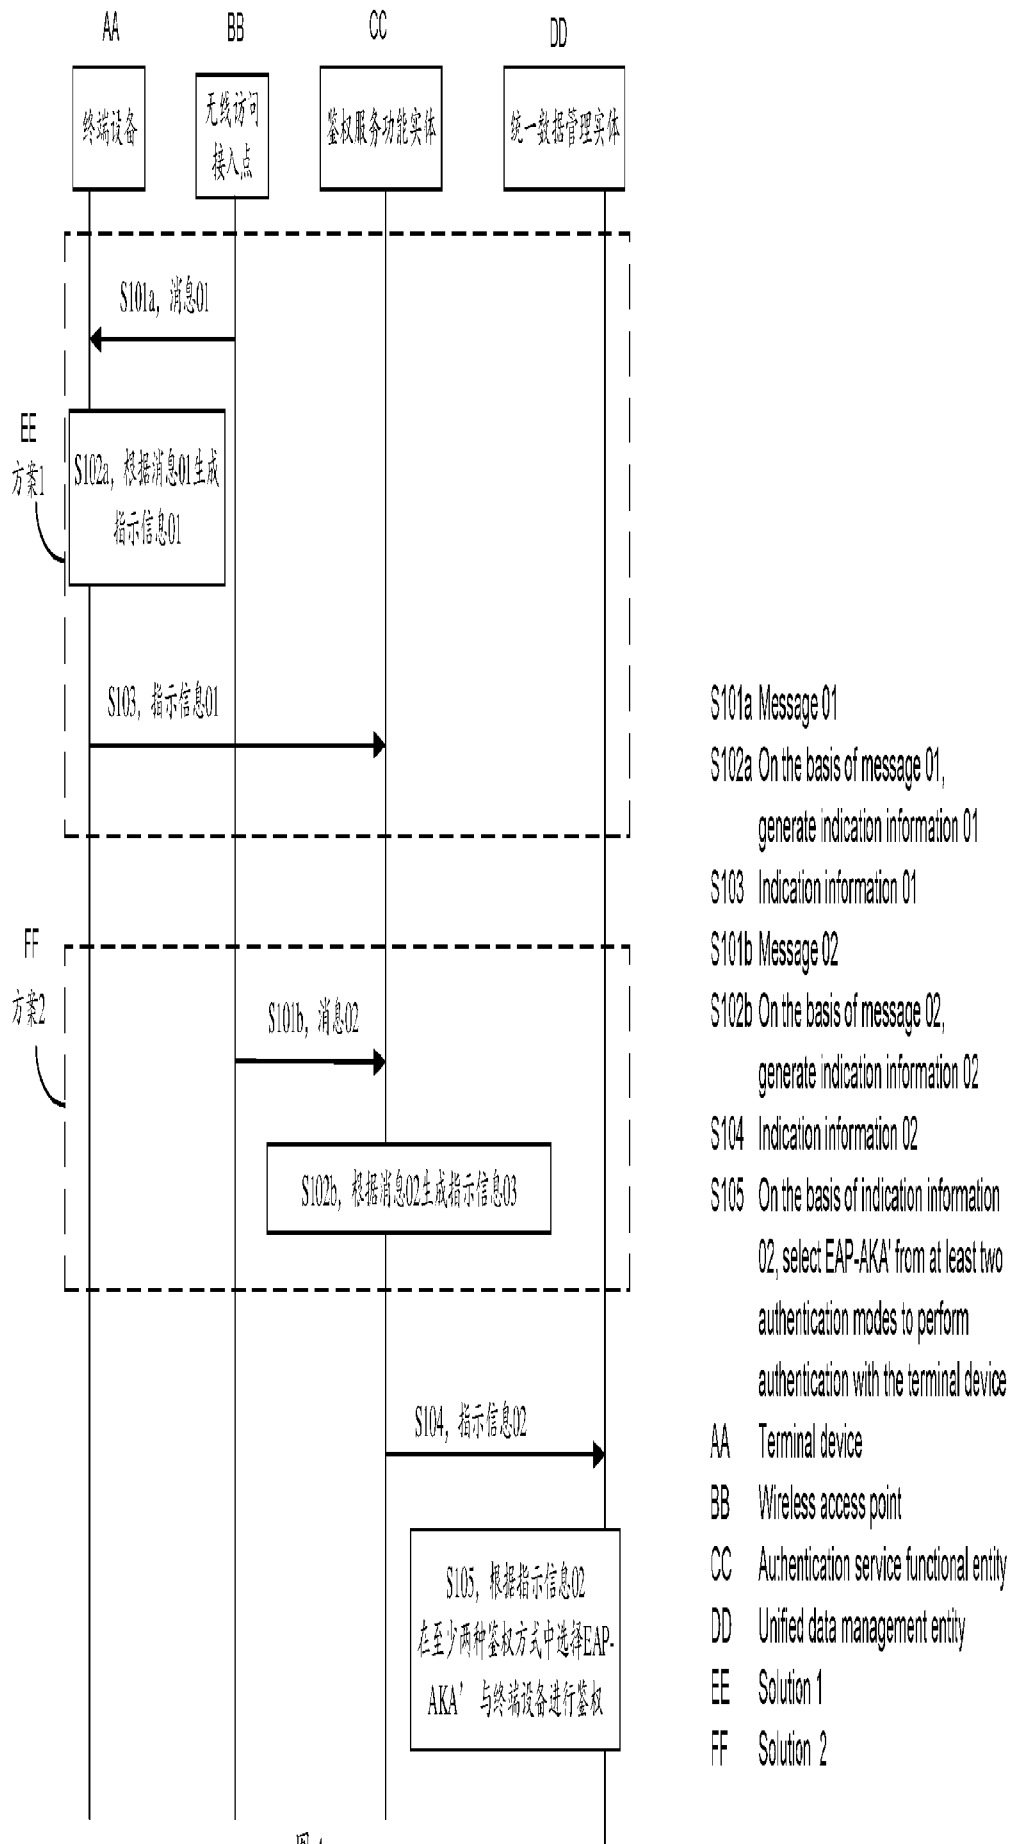 AA
BB
CC
DD
终端设备
无线访问
接入点
鉴权服务功能实体
统一数据管理实体
S101a，消息01
EE
方案1
S102a，根据消息01生成
指示信息01
S103，指示信息01
FF
方案2
S101b，消息02
S102b，根据消息02生成指示信息03
S104，指示信息02
S105，根据指示信息02
在至少两种鉴权方式中选择EAP-
AKA’与终端设备进行鉴权
S101a Message 01
S102a On the basis of message 01,
generate indication information 01
S103 Indication information 01
S101b Message 02
S102b On the basis of message 02,
generate indication information 02
S104 Indication information 02
S105 On the basis of indication information
02, select EAP-AKA' from at least two
authentication modes to perform
authentication with the terminal device
AA Terminal device
BB Wireless access point
CC Authentication service functional entity
DD Unified data management entity
EE Solution 1
FF Solution 2